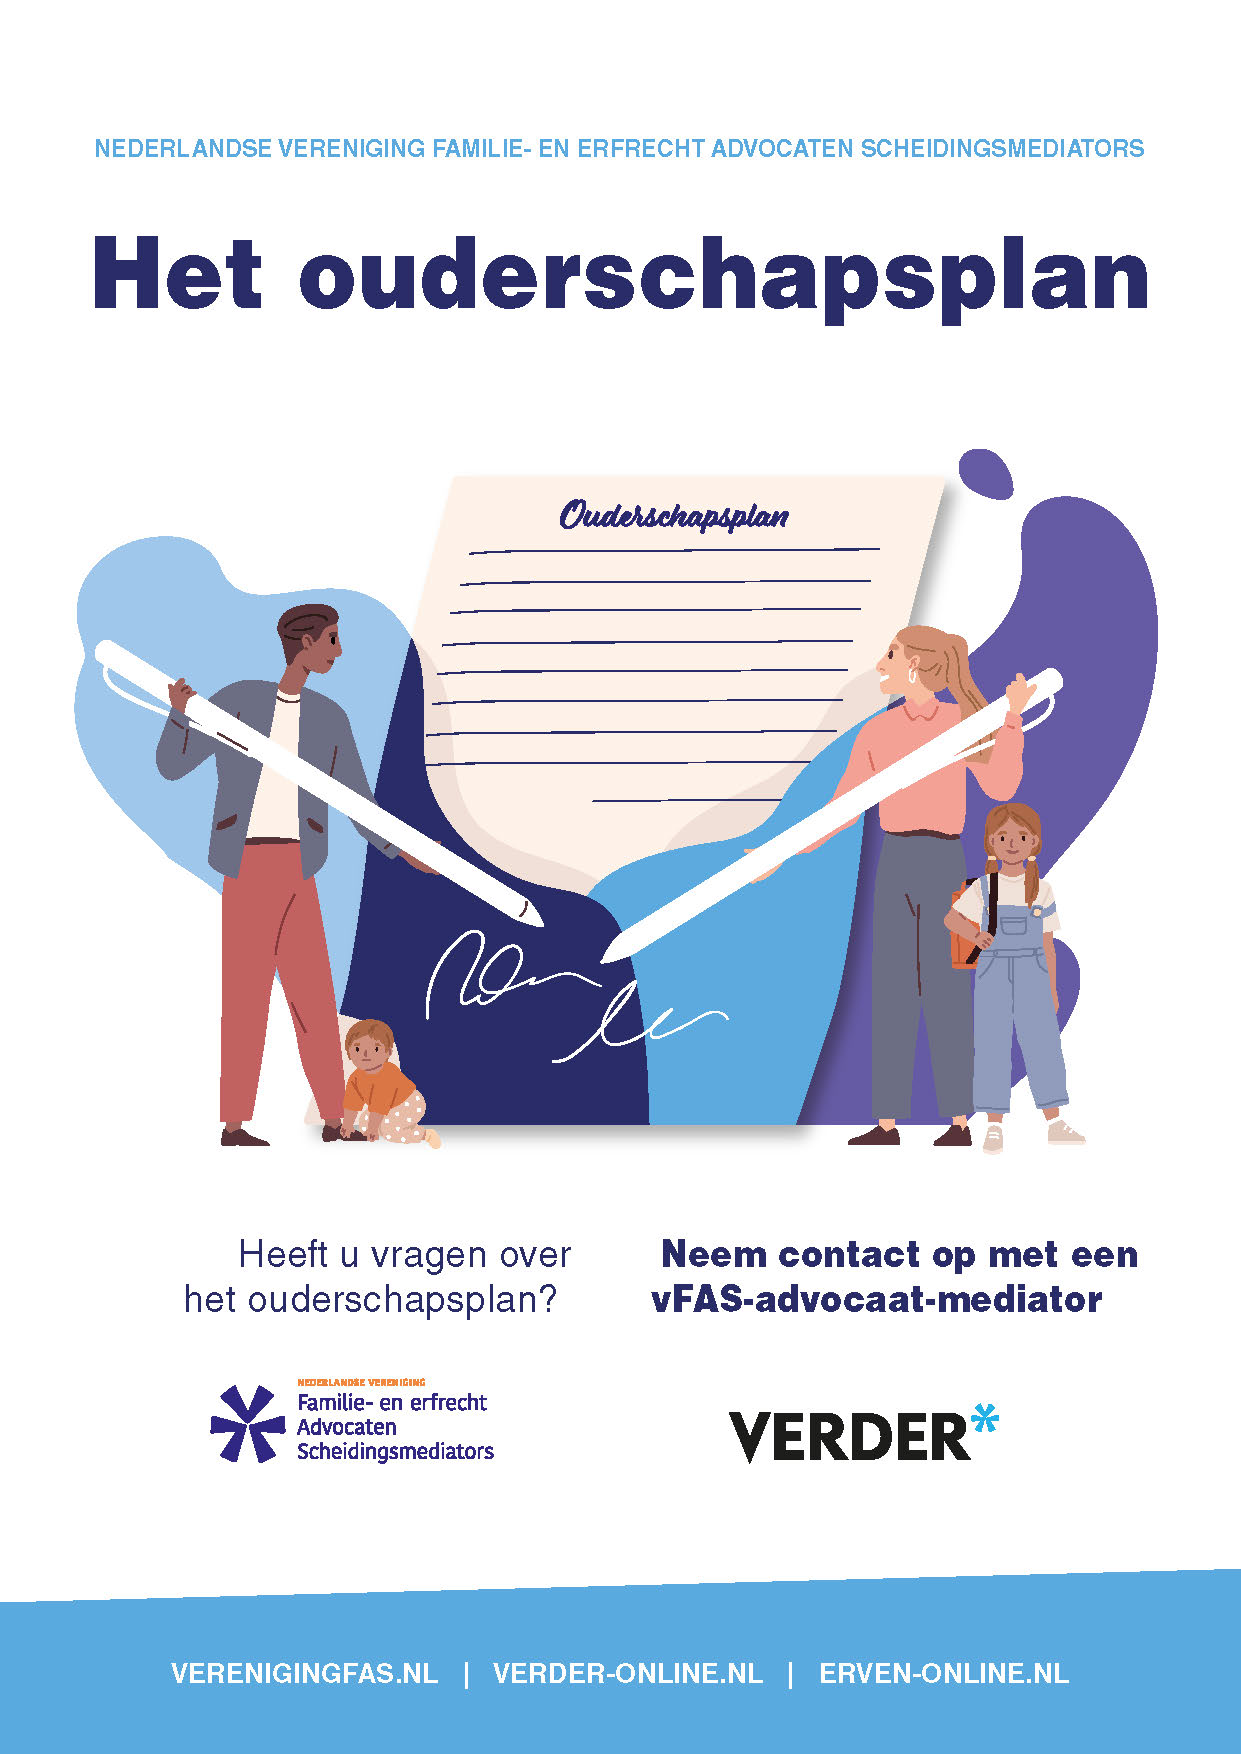 NEDERLANDSE VERENIGING FAMILIE- EN ERFRECHT ADVOCATEN SCHEIDINGSMEDIATORS
Het ouderschapsplan
Ouderschapsplan
Heeft u vragen over
het ouderschapsplan?
Neem contact op met een
vFAS-advocaat-mediator
NEDERLANDSE VERENIGING
Familie- en erfrecht
Advocaten
Scheidingsmediators
VERDER*
VERENIGINGFAS.NL | VERDER-ONLINE.NL | ERVEN-ONLINE.NL